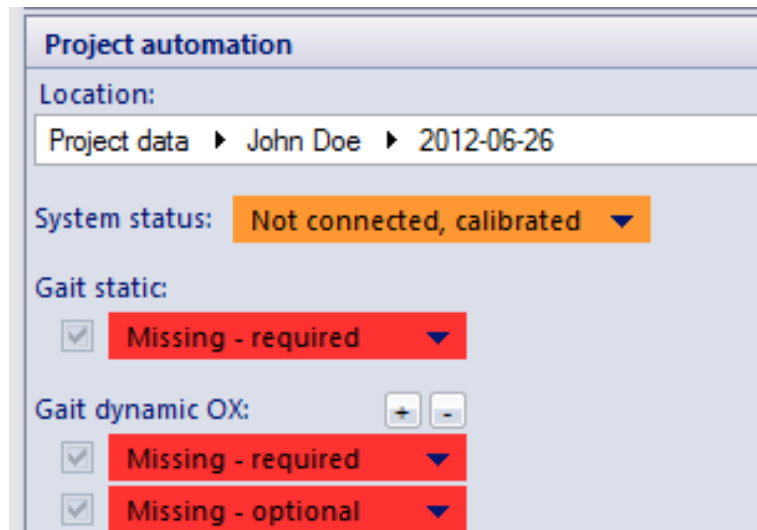 Project automation
Location:
Project data ▸ John Doe ▸ 2012-06-26
System status: Not connected, calibrated
Gait static:
Missing - required
Gait dynamic OX: + -
Missing - required
Missing - optional